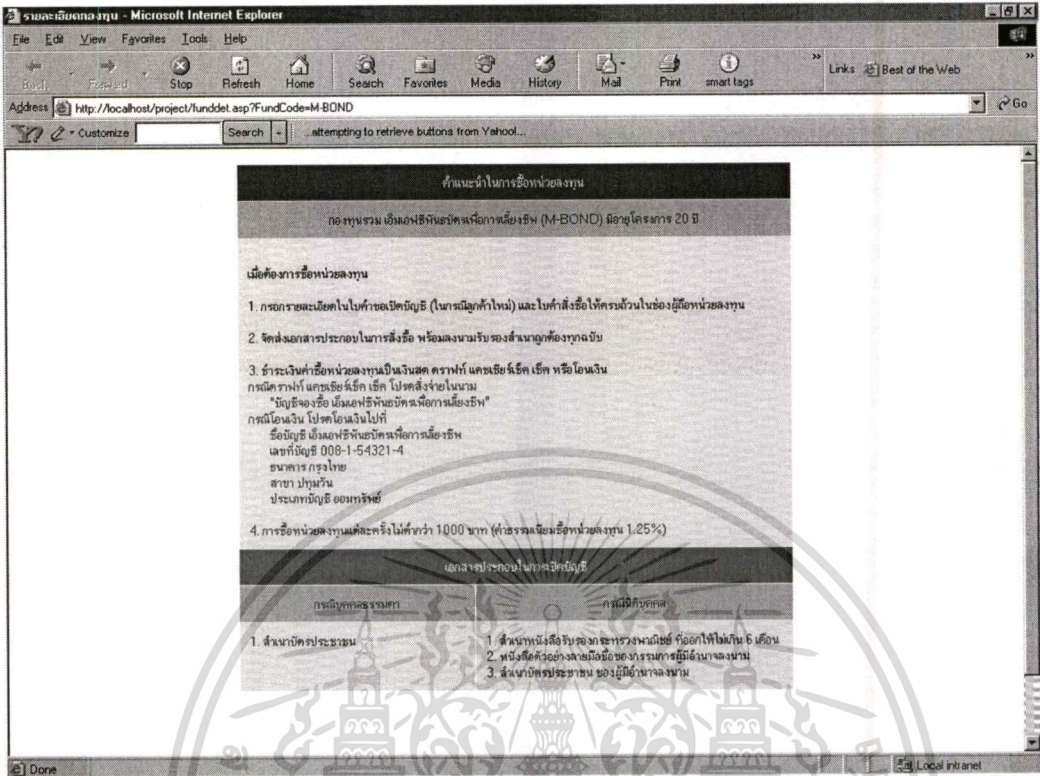 รายละเอียดกองทุน - Microsoft Internet Explorer
File Edit View Favorites Tools Help
Back Forward Stop Refresh Home Search Favorites Media History Mail Print smart tags Links Best of the Web
Address http://localhost/project/funddet.asp?FundCode=M-BOND Go
Customize Search ...attempting to retrieve buttons from Yahoo!...
คำแนะนำในการซื้อหน่วยลงทุน
กองทุนรวม เอ็มเอฟซีพันธบัตรเพื่อการเลี้ยงชีพ (M-BOND) มีอายุโครงการ 20 ปี
เมื่อต้องการซื้อหน่วยลงทุน
1. กรอกรายละเอียดในใบคำขอเปิดบัญชี (ในกรณีลูกค้าใหม่) และใบคำสั่งซื้อให้ครบถ้วนในช่องผู้ถือหน่วยลงทุน
2. จัดส่งเอกสารประกอบในการสั่งซื้อ พร้อมลงนามรับรองสำเนาถูกต้องทุกฉบับ
3. ชำระเงินค่าซื้อหน่วยลงทุนเป็นเงินสด ดราฟท์ แคชเชียร์เช็ค เช็ค หรือโอนเงิน
กรณีดราฟท์ แคชเชียร์เช็ค เช็ค โปรดสั่งจ่ายในนาม
"บัญชีจองซื้อ เอ็มเอฟซีพันธบัตรเพื่อการเลี้ยงชีพ"
กรณีโอนเงิน โปรดโอนเงินไปที่
ชื่อบัญชี เอ็มเอฟซีพันธบัตรเพื่อการเลี้ยงชีพ
เลขที่บัญชี 008-1-54321-4
ธนาคาร กรุงไทย
สาขา ปทุมวัน
ประเภทบัญชี ออมทรัพย์
4. การซื้อหน่วยลงทุนแต่ละครั้งไม่ต่ำกว่า 1000 บาท (ค่าธรรมเนียมซื้อหน่วยลงทุน 1.25%)
เอกสารประกอบในการเปิดบัญชี
กรณีบุคคลธรรมดา กรณีนิติบุคคล
1. สำเนาบัตรประชาชน 1. สำเนาหนังสือรับรองกระทรวงพาณิชย์ ที่ออกให้ไม่เกิน 6 เดือน
2. หนังสือตัวอย่างลายมือชื่อของกรรมการผู้มีอำนาจลงนาม
3. สำเนาบัตรประชาชน ของผู้มีอำนาจลงนาม
Done Local intranet